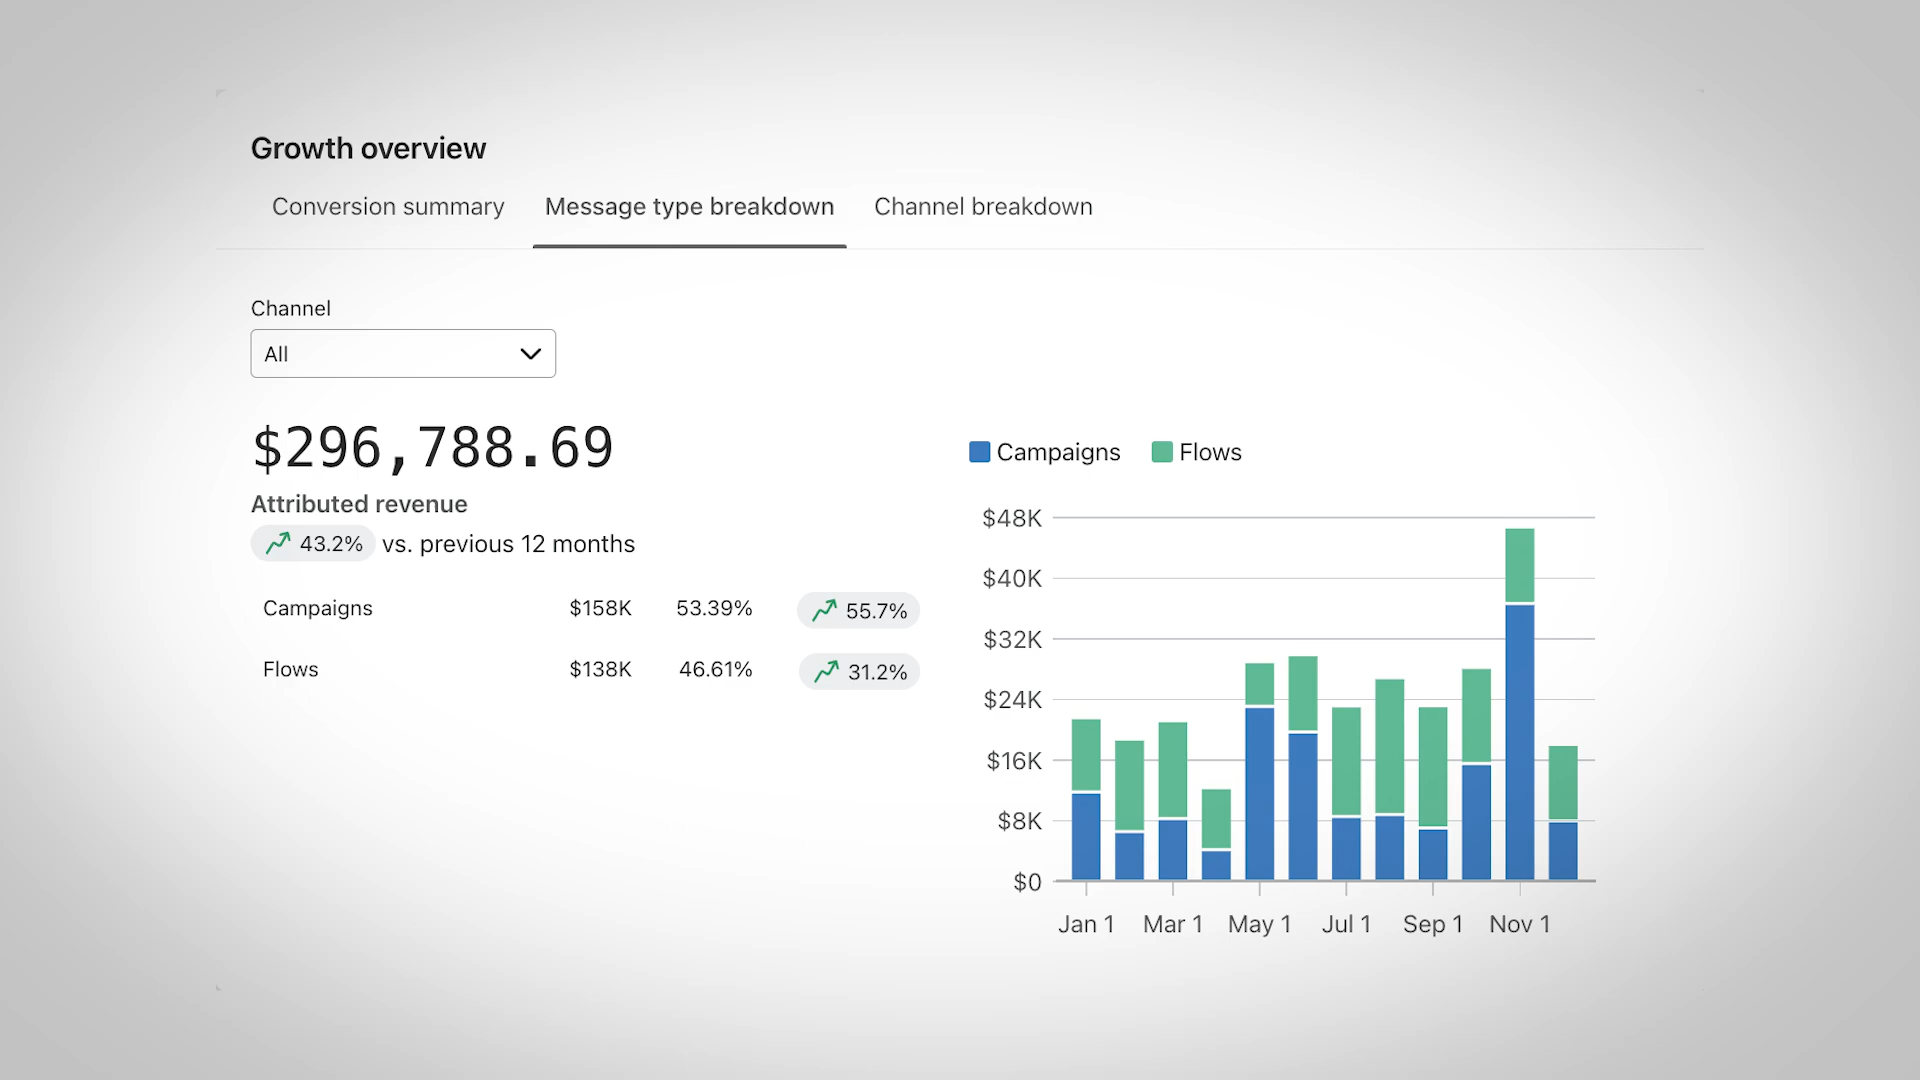 Growth overview
Conversion summary Message type breakdown Channel breakdown
Channel
All
$296,788.69
Attributed revenue
43.2% vs. previous 12 months
Campaigns $158K 53.39% 55.7%
Flows $138K 46.61% 31.2%
Campaigns Flows
$48K
$40K
$32K
$24K
$16K
$8K
$0
Jan 1 Mar 1 May 1 Jul 1 Sep 1 Nov 1